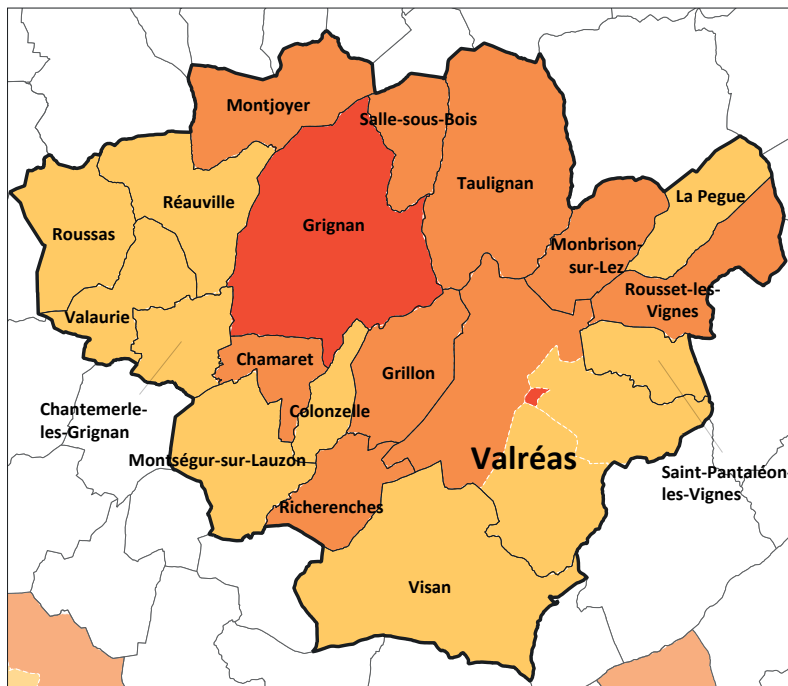 Montjoyer
Salle-sous-Bois
Taulignan
La Pegue
Réauville
Grignan
Roussas
Monbrison-
sur-Lez
Rousset-les-
Vignes
Valaurie
Chamaret
Grillon
Chantemerle-
les-Grignan
Colonzelle
Montségur-sur-Lauzon
Valréas
Saint-Pantaléon-
les-Vignes
Richerenches
Visan